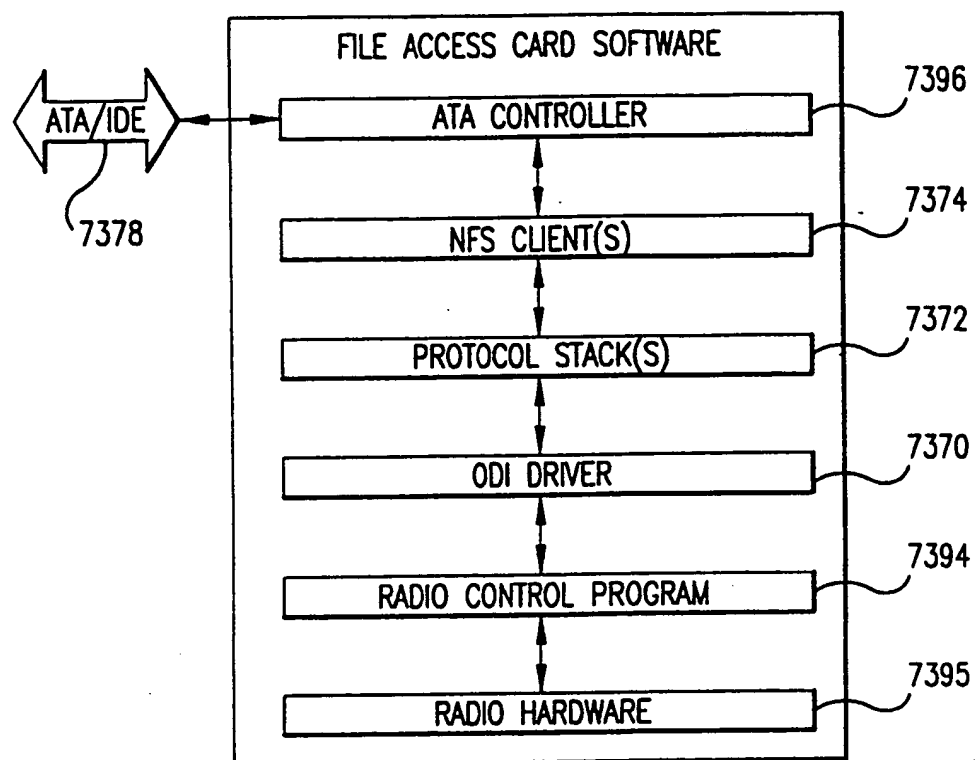 FILE ACCESS CARD SOFTWARE
7396
ATA/IDE
ATA CONTROLLER
7374
7378
NFS CLIENT(S)
7372
PROTOCOL STACK(S)
7370
ODI DRIVER
7394
RADIO CONTROL PROGRAM
7395
RADIO HARDWARE